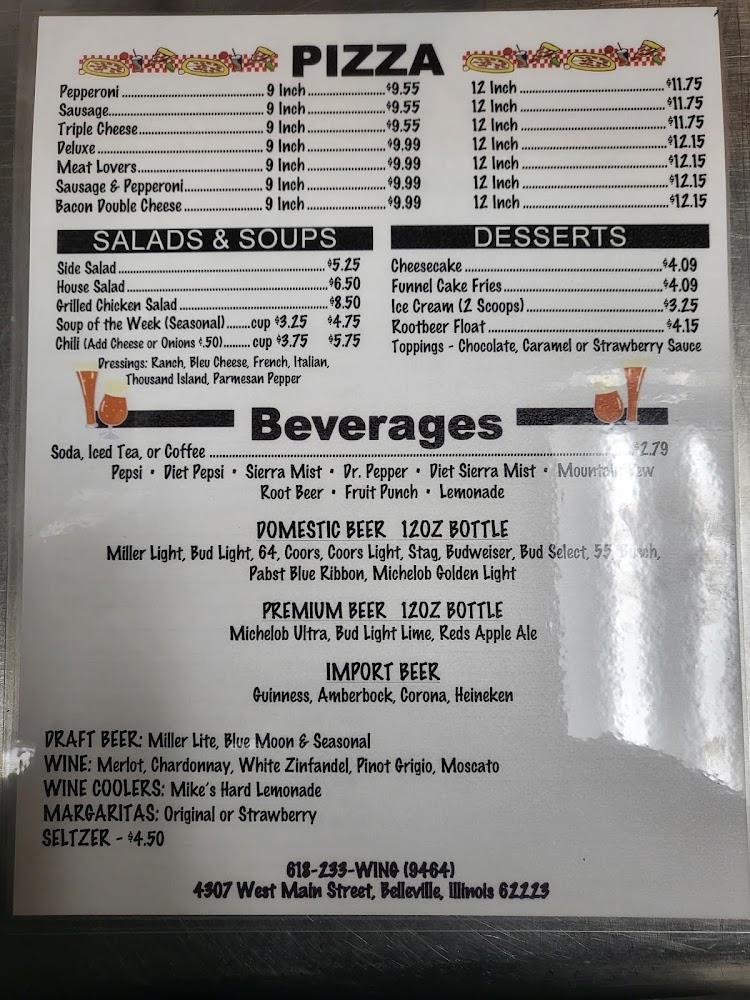 PIZZA
Pepperoni 9 Inch $9.55 12 Inch $11.75
Sausage 9 Inch $9.55 12 Inch $11.75
Triple Cheese 9 Inch $9.55 12 Inch $11.75
Deluxe 9 Inch $9.99 12 Inch $12.15
Meat Lovers 9 Inch $9.99 12 Inch $12.15
Sausage & Pepperoni 9 Inch $9.99 12 Inch $12.15
Bacon Double Cheese 9 Inch $9.99 12 Inch $12.15
SALADS & SOUPS
Side Salad $5.25
House Salad $6.50
Grilled Chicken Salad $8.50
Soup of the Week (Seasonal) cup $3.25 $4.75
Chili (Add Cheese or Onions $.50) cup $3.75 $5.75
Dressings: Ranch, Bleu Cheese, French, Italian,
Thousand Island, Parmesan Pepper
DESSERTS
Cheesecake $4.09
Funnel Cake Fries $4.09
Ice Cream (2 Scoops) $3.25
Rootbeer Float $4.15
Toppings - Chocolate, Caramel or Strawberry Sauce
Beverages
Soda, Iced Tea, or Coffee $2.79
Pepsi • Diet Pepsi • Sierra Mist • Dr. Pepper • Diet Sierra Mist • Mountain Dew
Root Beer • Fruit Punch • Lemonade
DOMESTIC BEER 12OZ BOTTLE
Miller Light, Bud Light, 64, Coors, Coors Light, Stag, Budweiser, Bud Select, 55, Busch,
Pabst Blue Ribbon, Michelob Golden Light
PREMIUM BEER 12OZ BOTTLE
Michelob Ultra, Bud Light Lime, Reds Apple Ale
IMPORT BEER
Guinness, Amberbock, Corona, Heineken
DRAFT BEER: Miller Lite, Blue Moon & Seasonal
WINE: Merlot, Chardonnay, White Zinfandel, Pinot Grigio, Moscato
WINE COOLERS: Mike's Hard Lemonade
MARGARITAS: Original or Strawberry
SELTZER - $4.50
618-233-WING (9464)
4307 West Main Street, Belleville, Illinois 62223